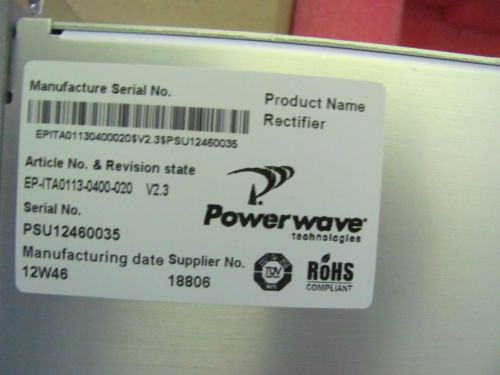 Manufacture Serial No.
Product Name
Rectifier
EPITA01130400020$V2.3$PSU12460035
Article No. & Revision state
EP-ITA0113-0400-020 V2.3
Serial No.
PSU12460035
Powerwave
technologies
Manufacturing date Supplier No.
12W46 18806
TÜV
RoHS
COMPLIANT